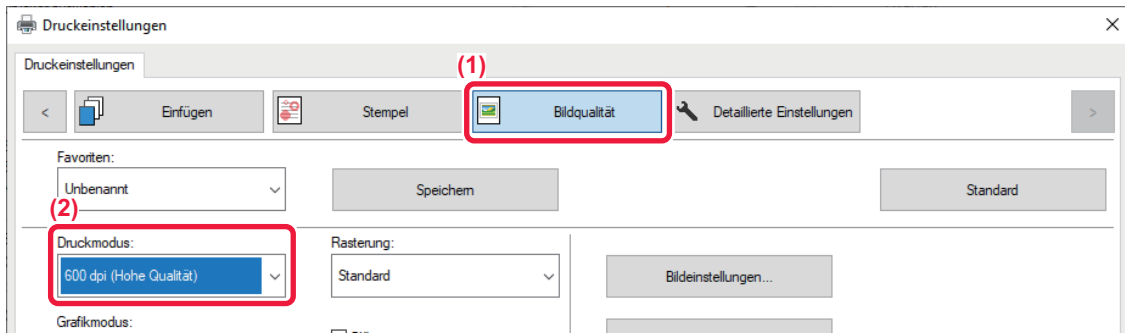 Druckeinstellungen
Druckeinstellungen
(1)
< Einfügen Stempel Bildqualität Detaillierte Einstellungen >
Favoriten:
Unbenannt Speichern Standard
(2)
Druckmodus: Rasterung:
600 dpi (Hohe Qualität) Standard Bildeinstellungen...
Grafikmodus: